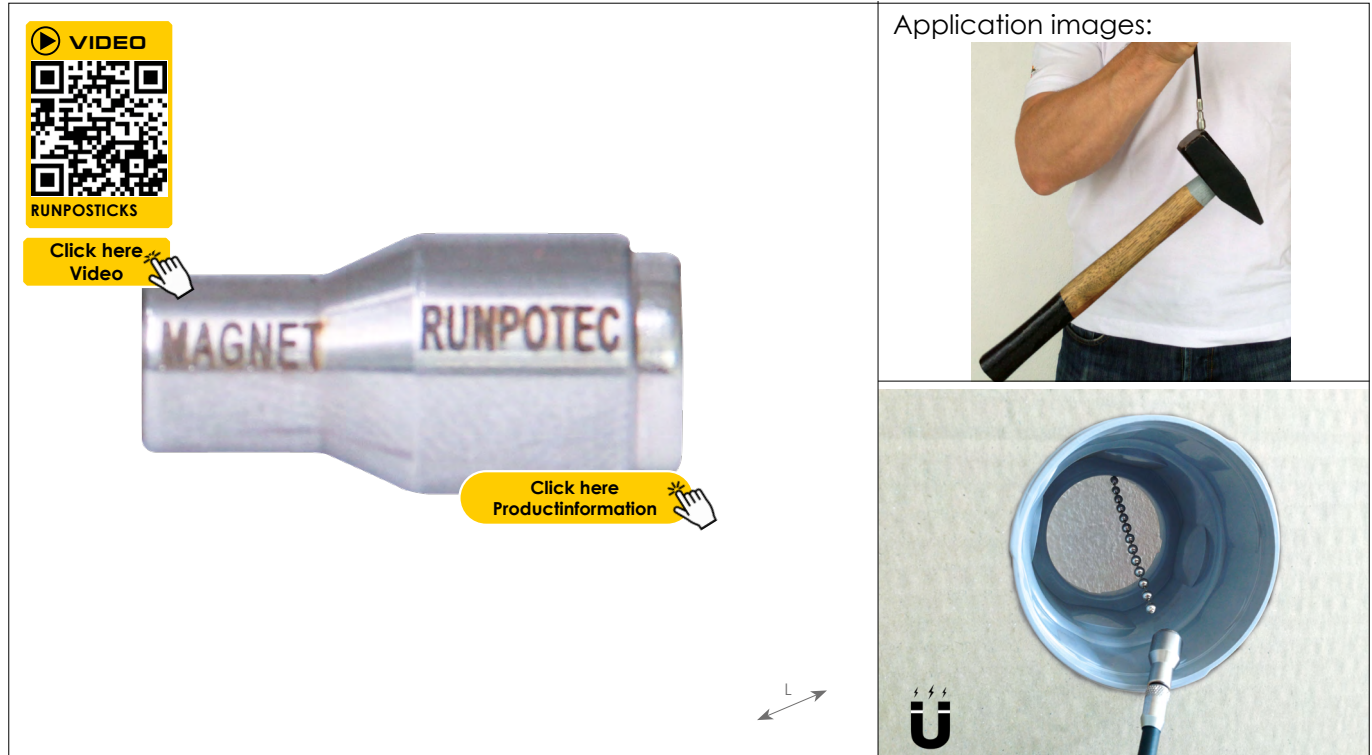 VIDEO
RUNPOSTICKS
Click here
Video
MAGNET
RUNPOTEC
Click here
Productinformation
L
Application images: